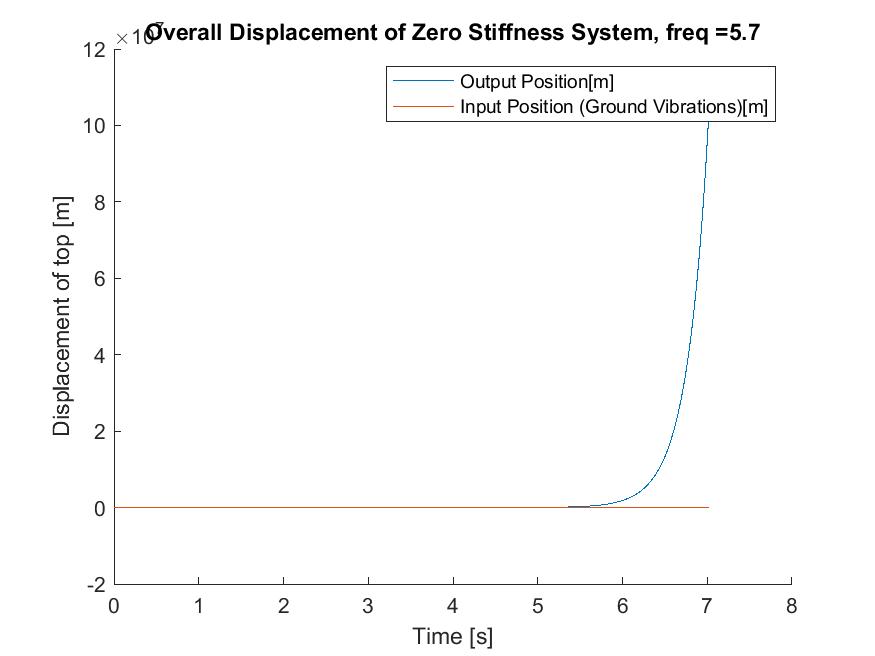 ×10⁷
Overall Displacement of Zero Stiffness System, freq =5.7
12
10
8
6
4
2
0
-2
Displacement of top [m]
Output Position[m]
Input Position (Ground Vibrations)[m]
0 1 2 3 4 5 6 7 8
Time [s]